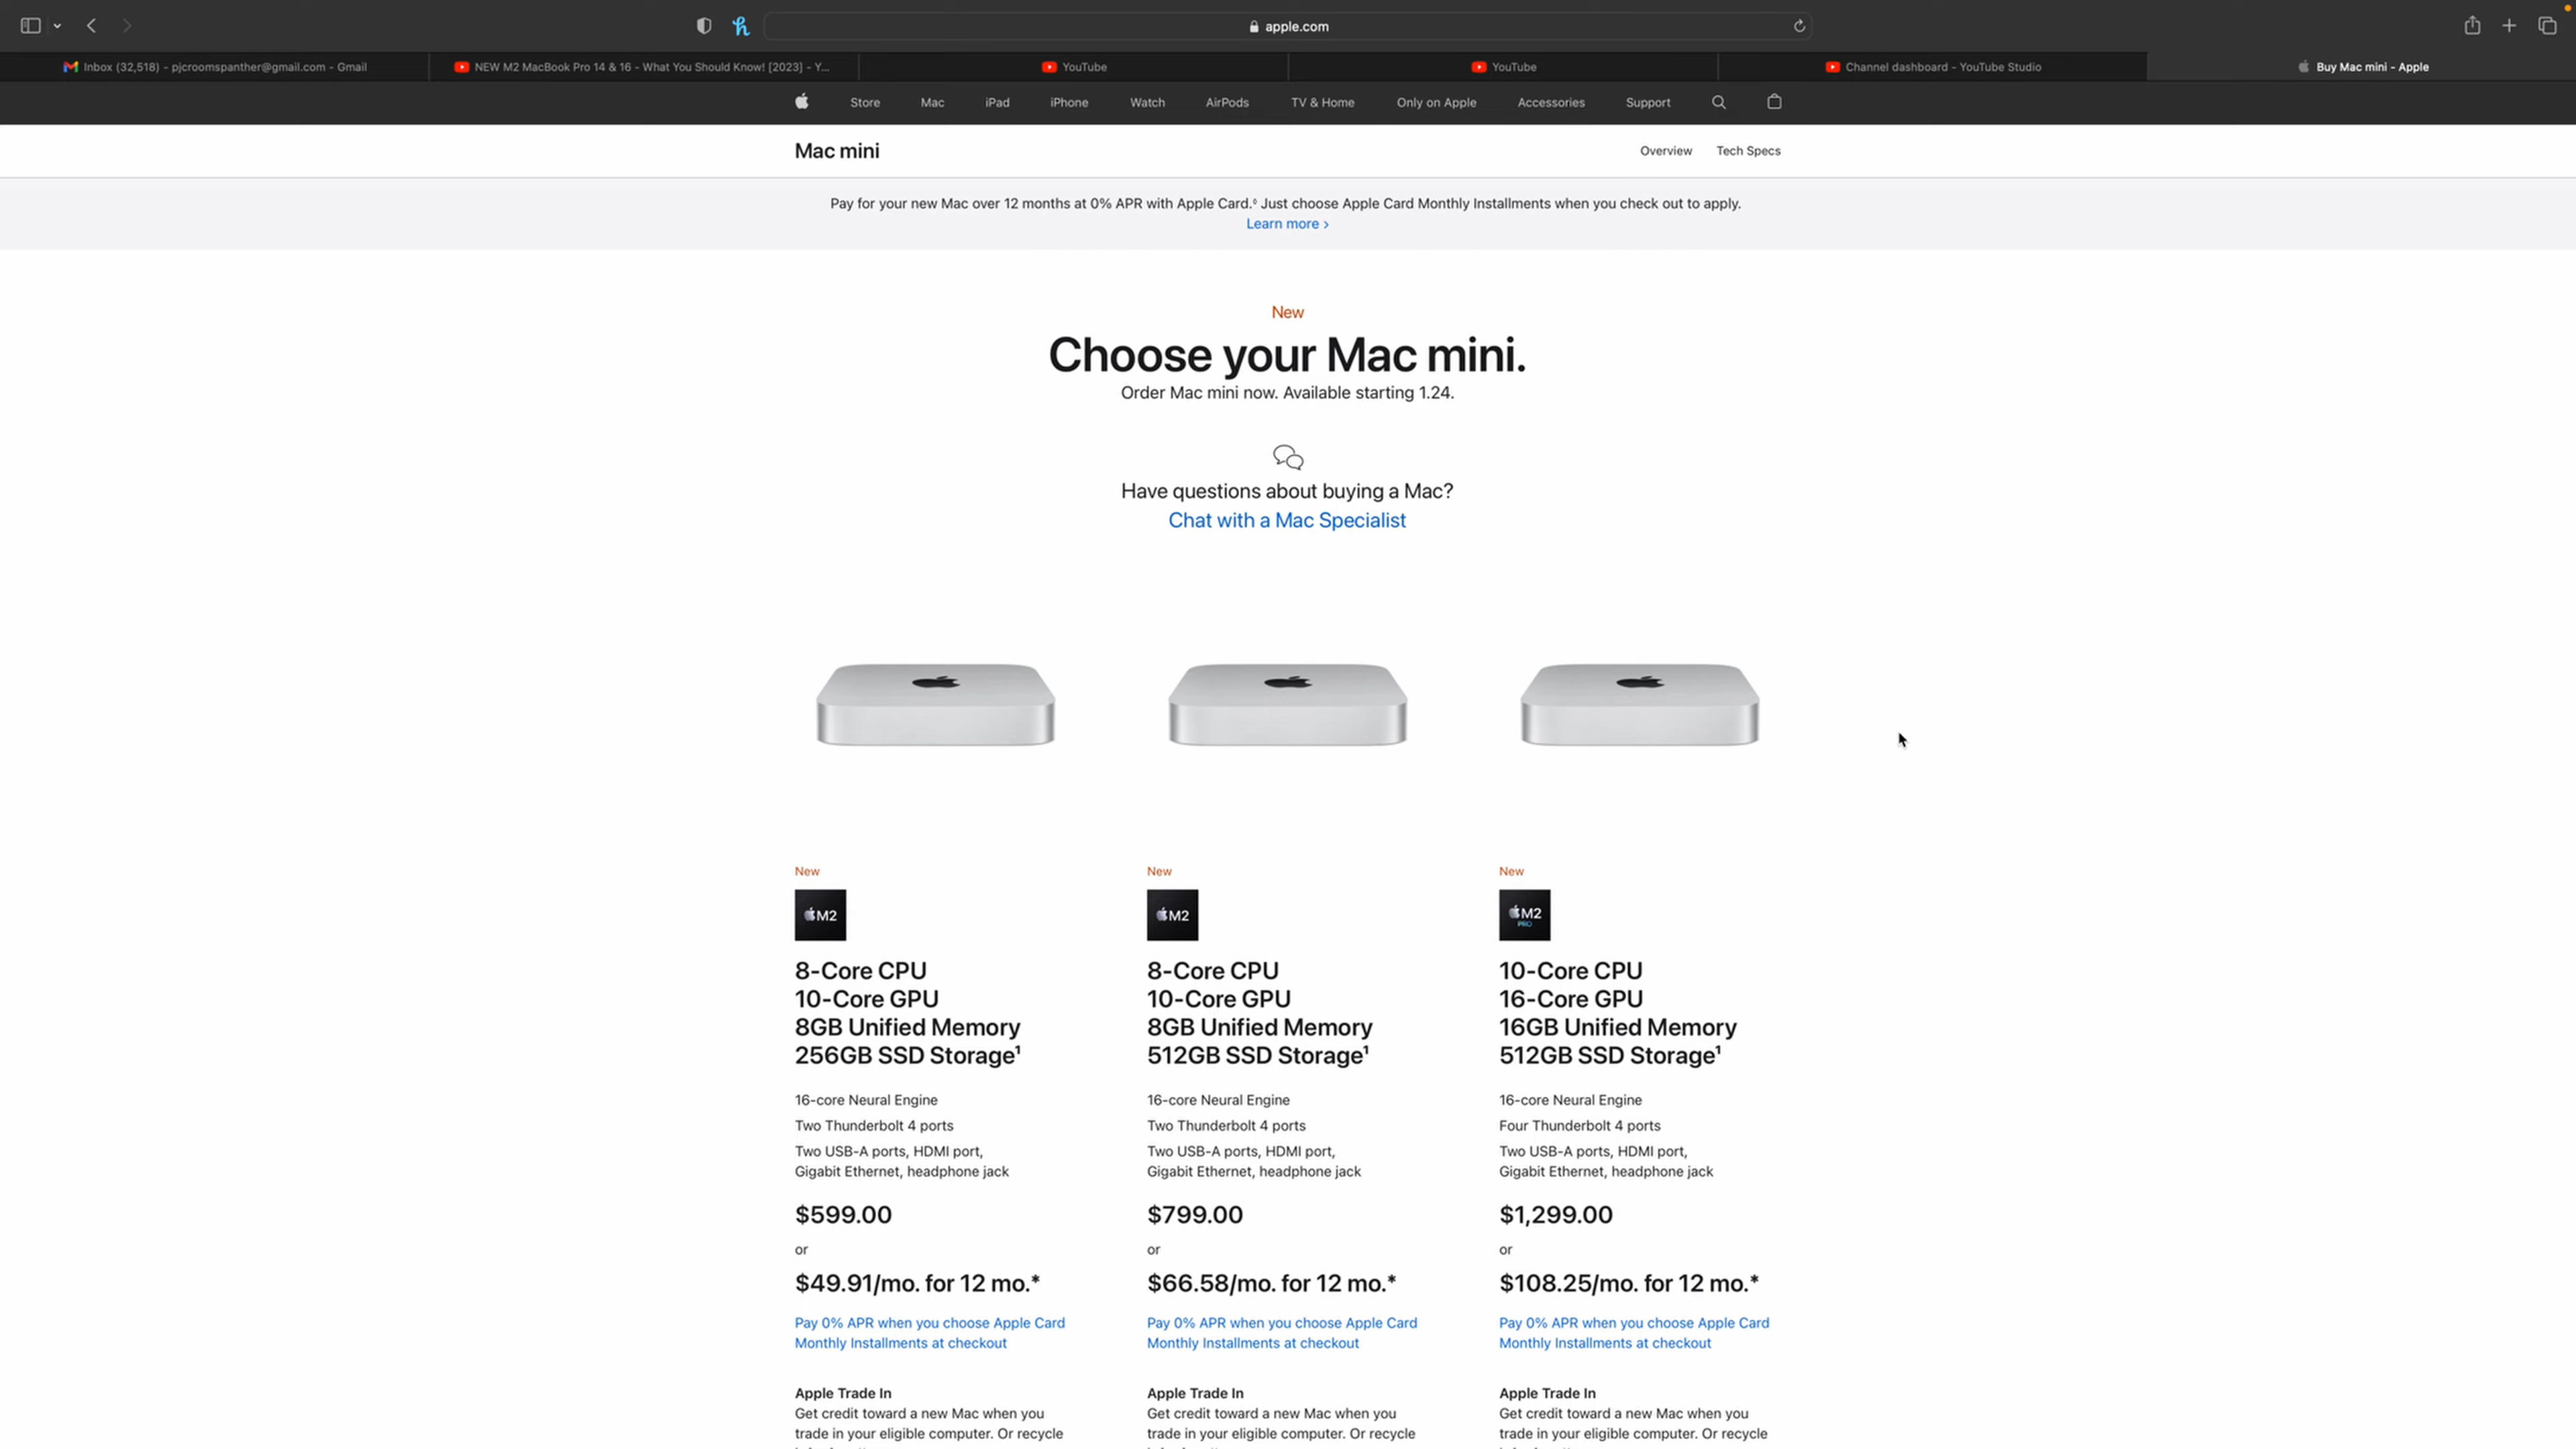 apple.com
Inbox (32,518) - pjcroomspanther@gmail.com - Gmail
NEW M2 MacBook Pro 14 & 16 - What You Should Know! [2023] - Y...
YouTube
YouTube
Channel dashboard - YouTube Studio
Buy Mac mini - Apple
Store Mac iPad iPhone Watch AirPods TV & Home Only on Apple Accessories Support
Mac mini
Overview Tech Specs
Pay for your new Mac over 12 months at 0% APR with Apple Card.◊ Just choose Apple Card Monthly Installments when you check out to apply.
Learn more >
New
Choose your Mac mini.
Order Mac mini now. Available starting 1.24.
Have questions about buying a Mac?
Chat with a Mac Specialist
New
M2
8-Core CPU
10-Core GPU
8GB Unified Memory
256GB SSD Storage¹
16-core Neural Engine
Two Thunderbolt 4 ports
Two USB-A ports, HDMI port,
Gigabit Ethernet, headphone jack
$599.00
or
$49.91/mo. for 12 mo.*
Pay 0% APR when you choose Apple Card
Monthly Installments at checkout
Apple Trade In
Get credit toward a new Mac when you
trade in your eligible computer. Or recycle
New
M2
8-Core CPU
10-Core GPU
8GB Unified Memory
512GB SSD Storage¹
16-core Neural Engine
Two Thunderbolt 4 ports
Two USB-A ports, HDMI port,
Gigabit Ethernet, headphone jack
$799.00
or
$66.58/mo. for 12 mo.*
Pay 0% APR when you choose Apple Card
Monthly Installments at checkout
Apple Trade In
Get credit toward a new Mac when you
trade in your eligible computer. Or recycle
New
M2
PRO
10-Core CPU
16-Core GPU
16GB Unified Memory
512GB SSD Storage¹
16-core Neural Engine
Four Thunderbolt 4 ports
Two USB-A ports, HDMI port,
Gigabit Ethernet, headphone jack
$1,299.00
or
$108.25/mo. for 12 mo.*
Pay 0% APR when you choose Apple Card
Monthly Installments at checkout
Apple Trade In
Get credit toward a new Mac when you
trade in your eligible computer. Or recycle